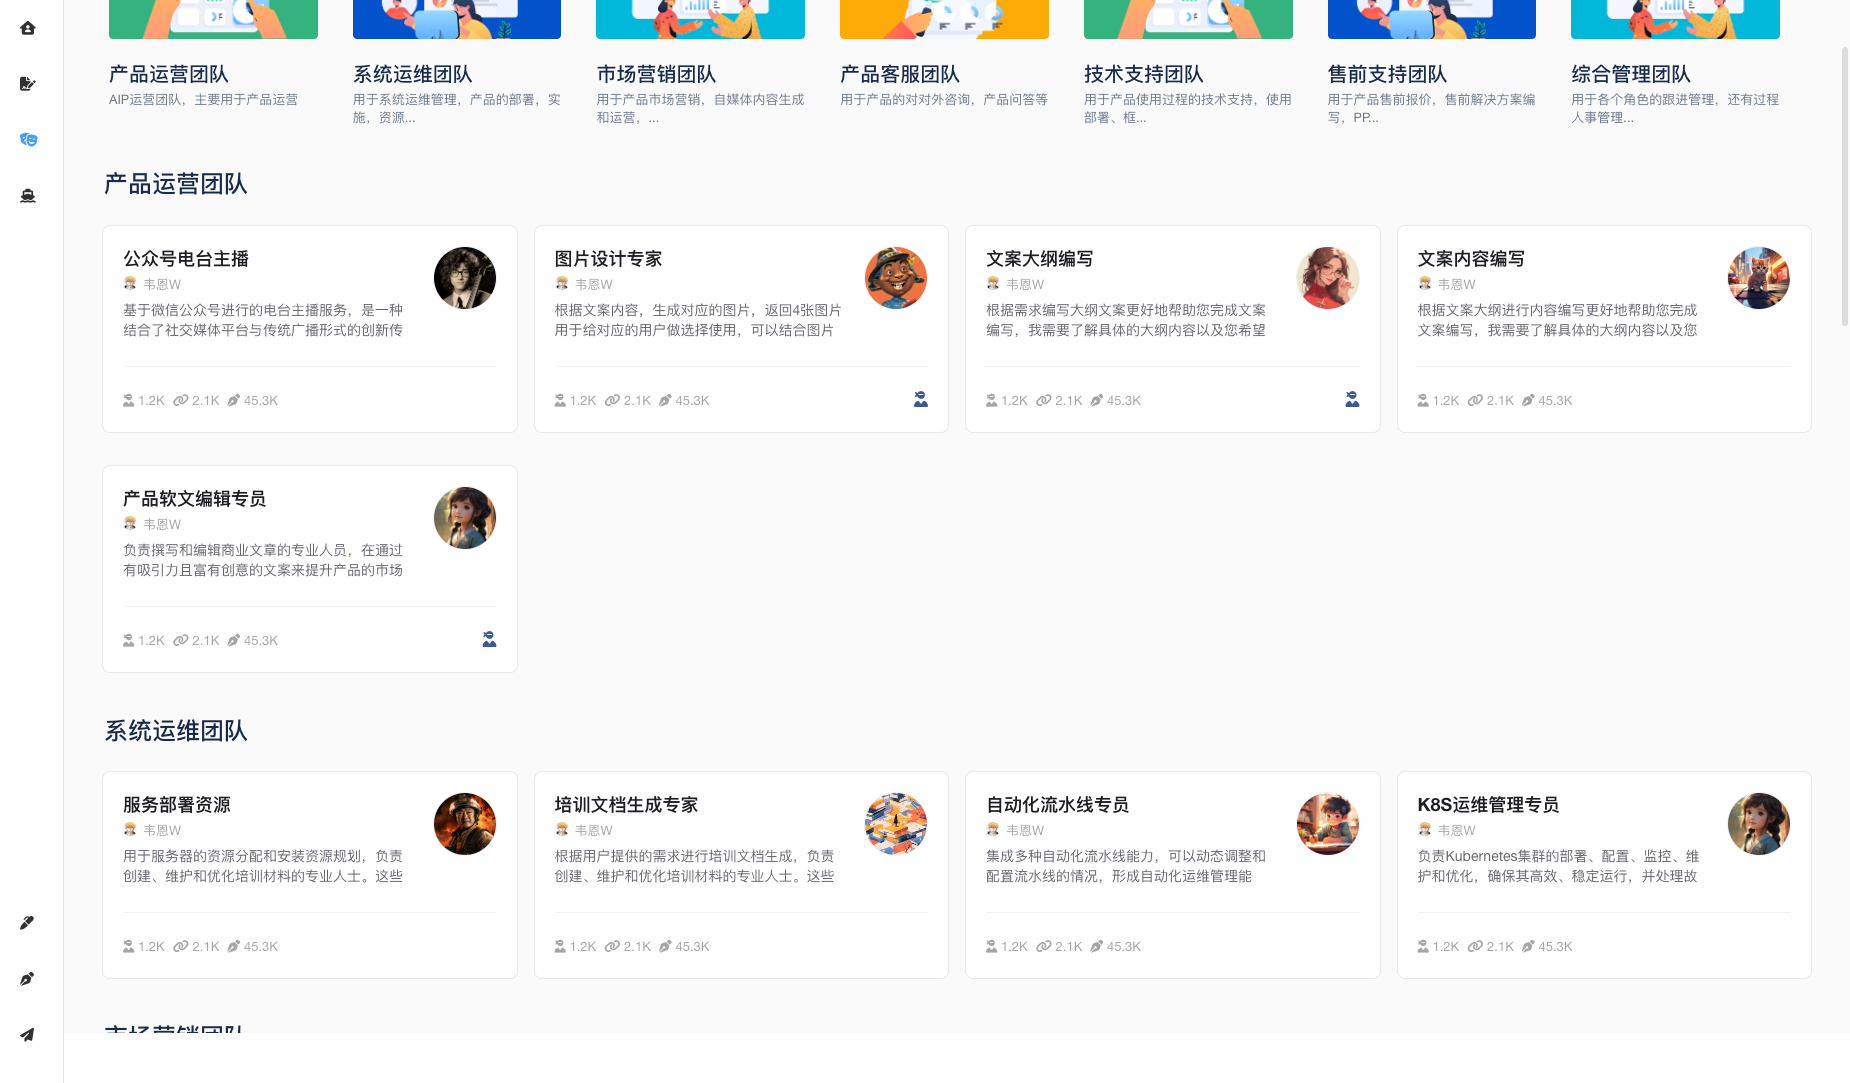 产品运营团队
AIP运营团队，主要用于产品运营
系统运维团队
用于系统运维管理，产品的部署，实
施，资源...
市场营销团队
用于产品市场营销，自媒体内容生成
和运营，...
产品客服团队
用于产品的对对外咨询，产品问答等
技术支持团队
用于产品使用过程的技术支持，使用
部署、框...
售前支持团队
用于产品售前报价，售前解决方案编
写，PP...
综合管理团队
用于各个角色的跟进管理，还有过程
人事管理...
产品运营团队
公众号电台主播
韦恩W
基于微信公众号进行的电台主播服务，是一种
结合了社交媒体平台与传统广播形式的创新传
1.2K 2.1K 45.3K
图片设计专家
韦恩W
根据文案内容，生成对应的图片，返回4张图片
用于给对应的用户做选择使用，可以结合图片
1.2K 2.1K 45.3K
文案大纲编写
韦恩W
根据需求编写大纲文案更好地帮助您完成文案
编写，我需要了解具体的大纲内容以及您希望
1.2K 2.1K 45.3K
文案内容编写
韦恩W
根据文案大纲进行内容编写更好地帮助您完成
文案编写，我需要了解具体的大纲内容以及您
1.2K 2.1K 45.3K
产品软文编辑专员
韦恩W
负责撰写和编辑商业文章的专业人员，在通过
有吸引力且富有创意的文案来提升产品的市场
1.2K 2.1K 45.3K
系统运维团队
服务部署资源
韦恩W
用于服务器的资源分配和安装资源规划，负责
创建、维护和优化培训材料的专业人士。这些
1.2K 2.1K 45.3K
培训文档生成专家
韦恩W
根据用户提供的需求进行培训文档生成，负责
创建、维护和优化培训材料的专业人士。这些
1.2K 2.1K 45.3K
自动化流水线专员
韦恩W
集成多种自动化流水线能力，可以动态调整和
配置流水线的情况，形成自动化运维管理能
1.2K 2.1K 45.3K
K8S运维管理专员
韦恩W
负责Kubernetes集群的部署、配置、监控、维
护和优化，确保其高效、稳定运行，并处理故
1.2K 2.1K 45.3K
市场营销团队